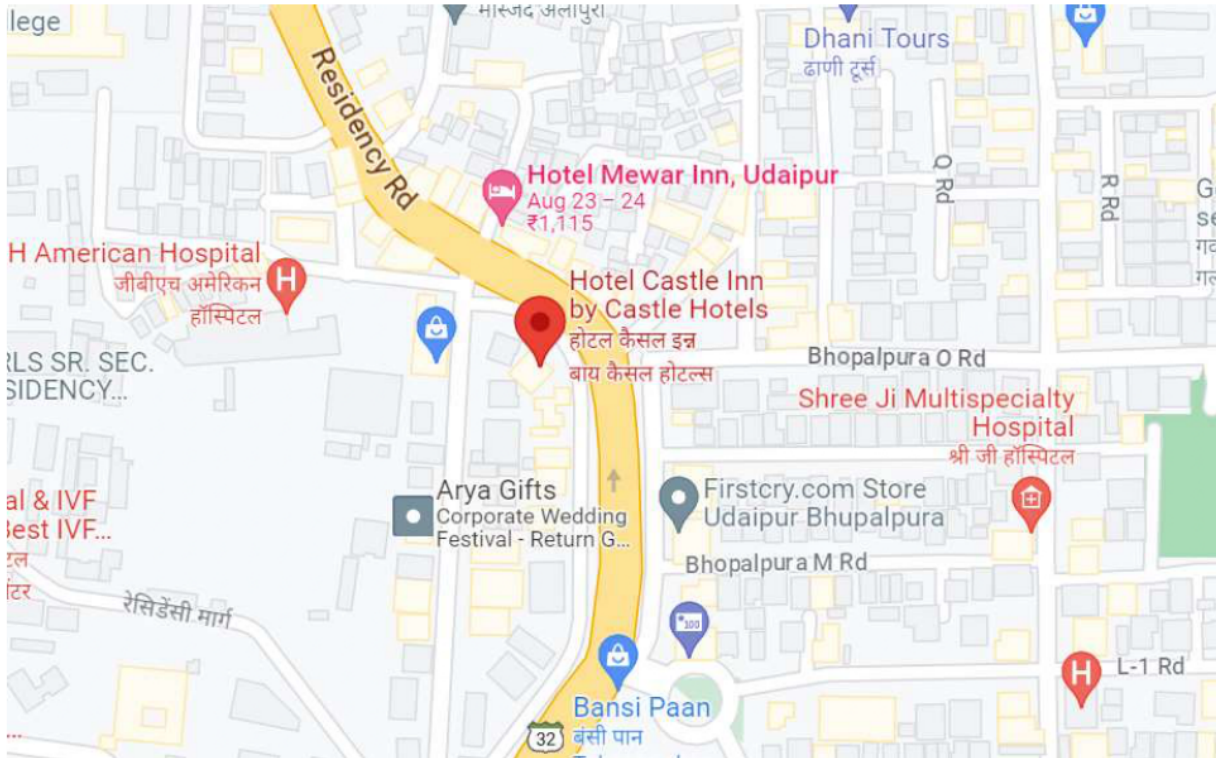 llege
मस्जिद अलीपुरा
Dhani Tours
ढाणी टूर्स
Residency Rd
Q Rd
R Rd
Hotel Mewar Inn, Udaipur
Aug 23 – 24
₹1,115
H American Hospital
जीबीएच अमेरिकन
हॉस्पिटल
Hotel Castle Inn
by Castle Hotels
होटल कैसल इन्न
बाय कैसल होटल्स
RLS SR. SEC.
SIDENCY...
Bhopalpura O Rd
Shree Ji Multispecialty
Hospital
श्री जी हॉस्पिटल
al & IVF
Best IVF...
Arya Gifts
Corporate Wedding
Festival - Return G...
Firstcry.com Store
Udaipur Bhupalpura
Bhopalpura M Rd
रेसिडेंसी मार्ग
100
L-1 Rd
Bansi Paan
बंसी पान
32